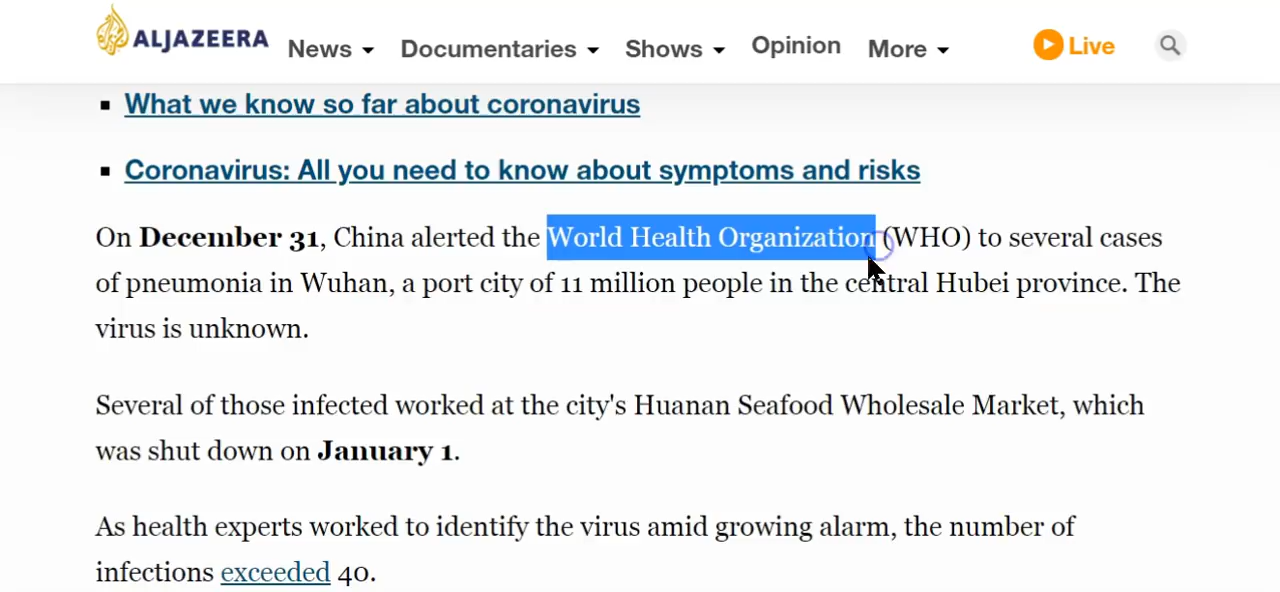 ALJAZEERA News Documentaries Shows Opinion More Live
What we know so far about coronavirus
Coronavirus: All you need to know about symptoms and risks
On December 31, China alerted the World Health Organization (WHO) to several cases
of pneumonia in Wuhan, a port city of 11 million people in the central Hubei province. The
virus is unknown.
Several of those infected worked at the city's Huanan Seafood Wholesale Market, which
was shut down on January 1.
As health experts worked to identify the virus amid growing alarm, the number of
infections exceeded 40.